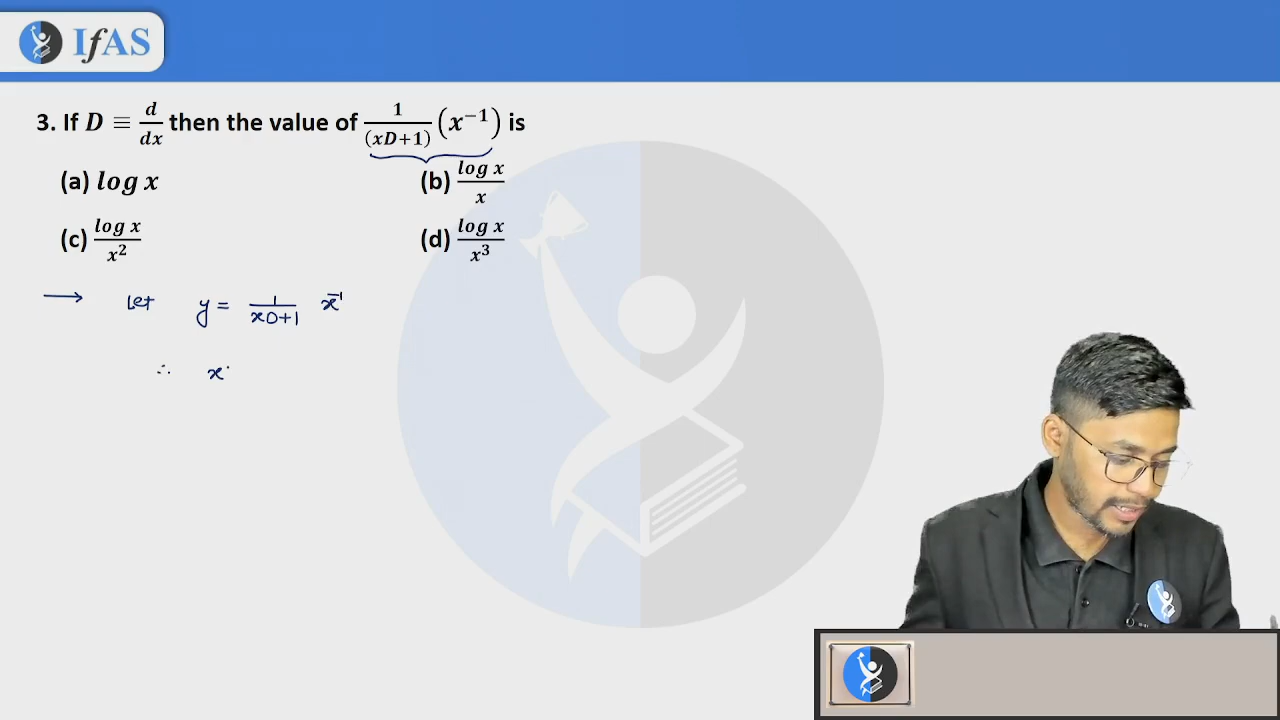 IfAS
3. If D ≡ d/dx then the value of 1/(xD+1) (x⁻¹) is
(a) log x
(b) log x/x
(c) log x/x²
(d) log x/x³
⟶ Let y = 1/xD+1 x⁻¹
∴ x